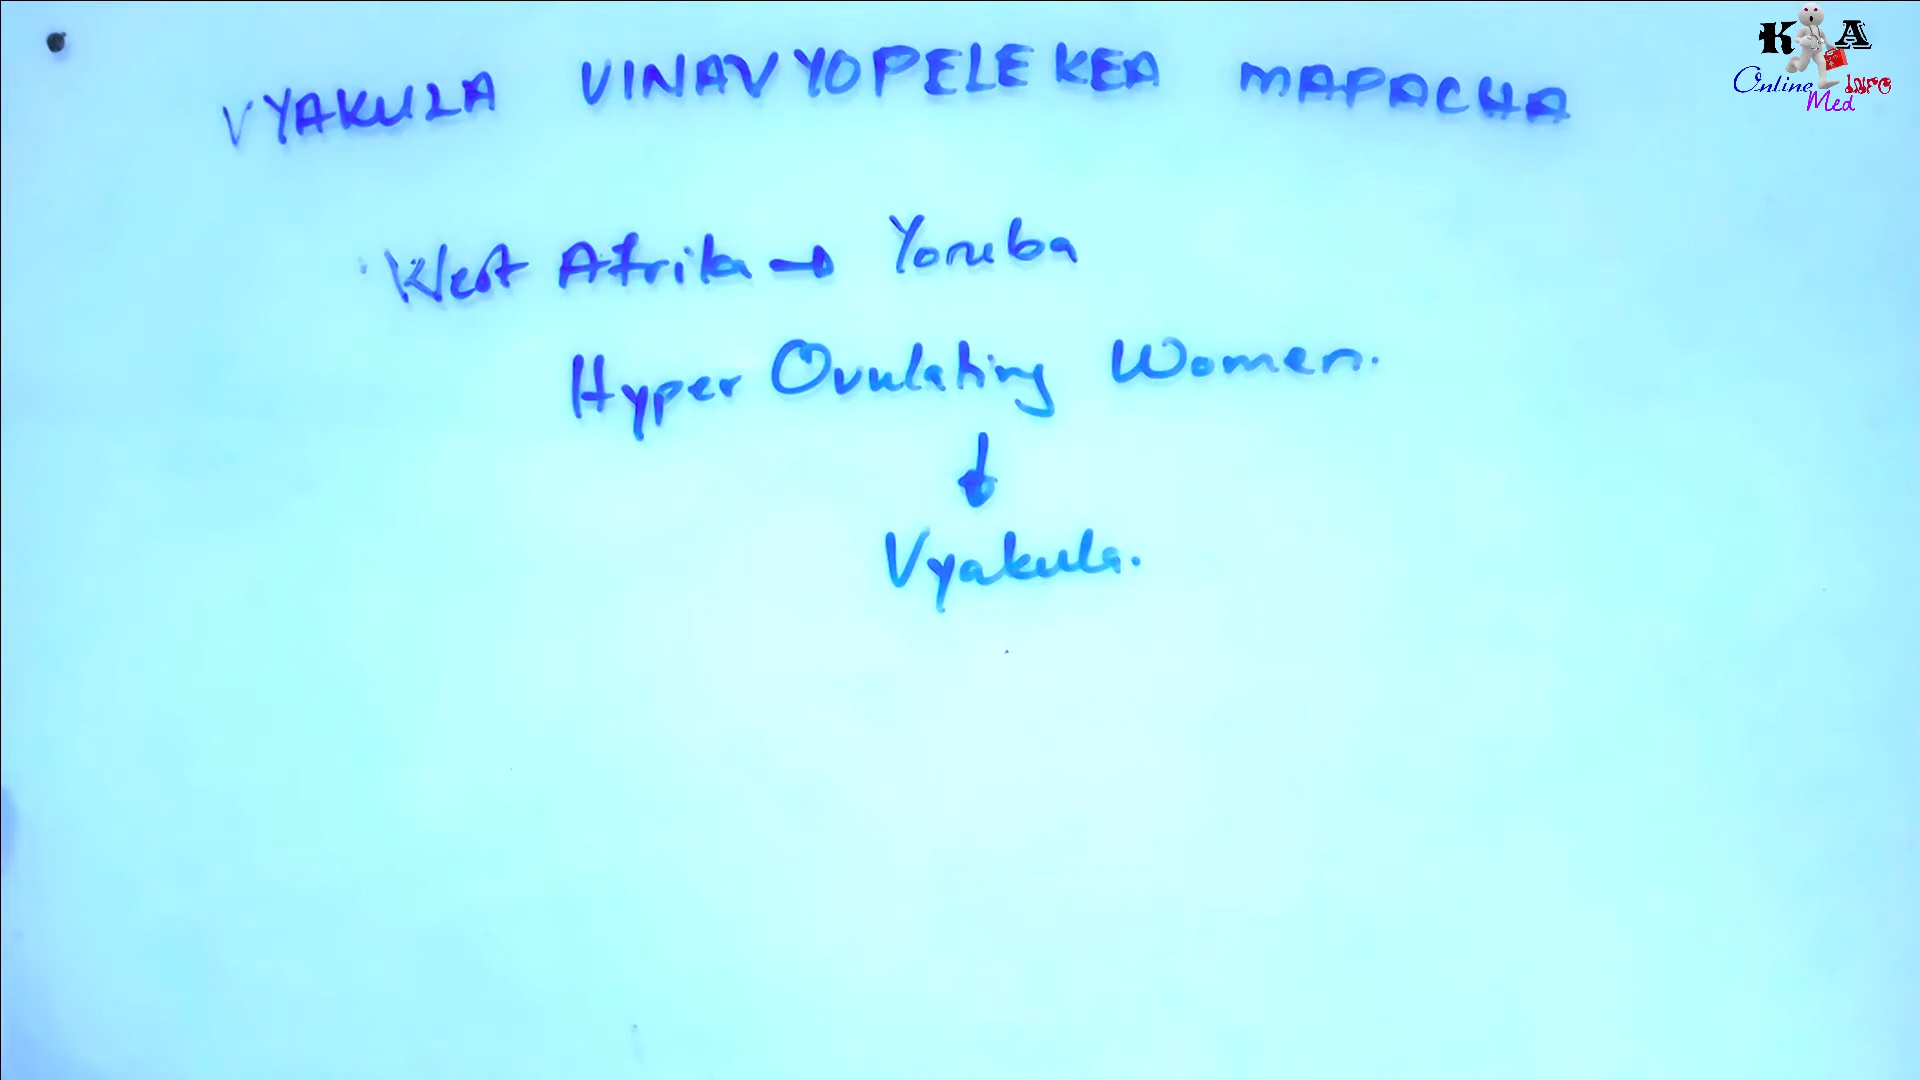 VYAKULA VINAVYOPELEKEA MAPACHA
West Afrika → Yoruba
Hyper Ovulating Women.
↓
Vyakula.
KA
Online Med INFO